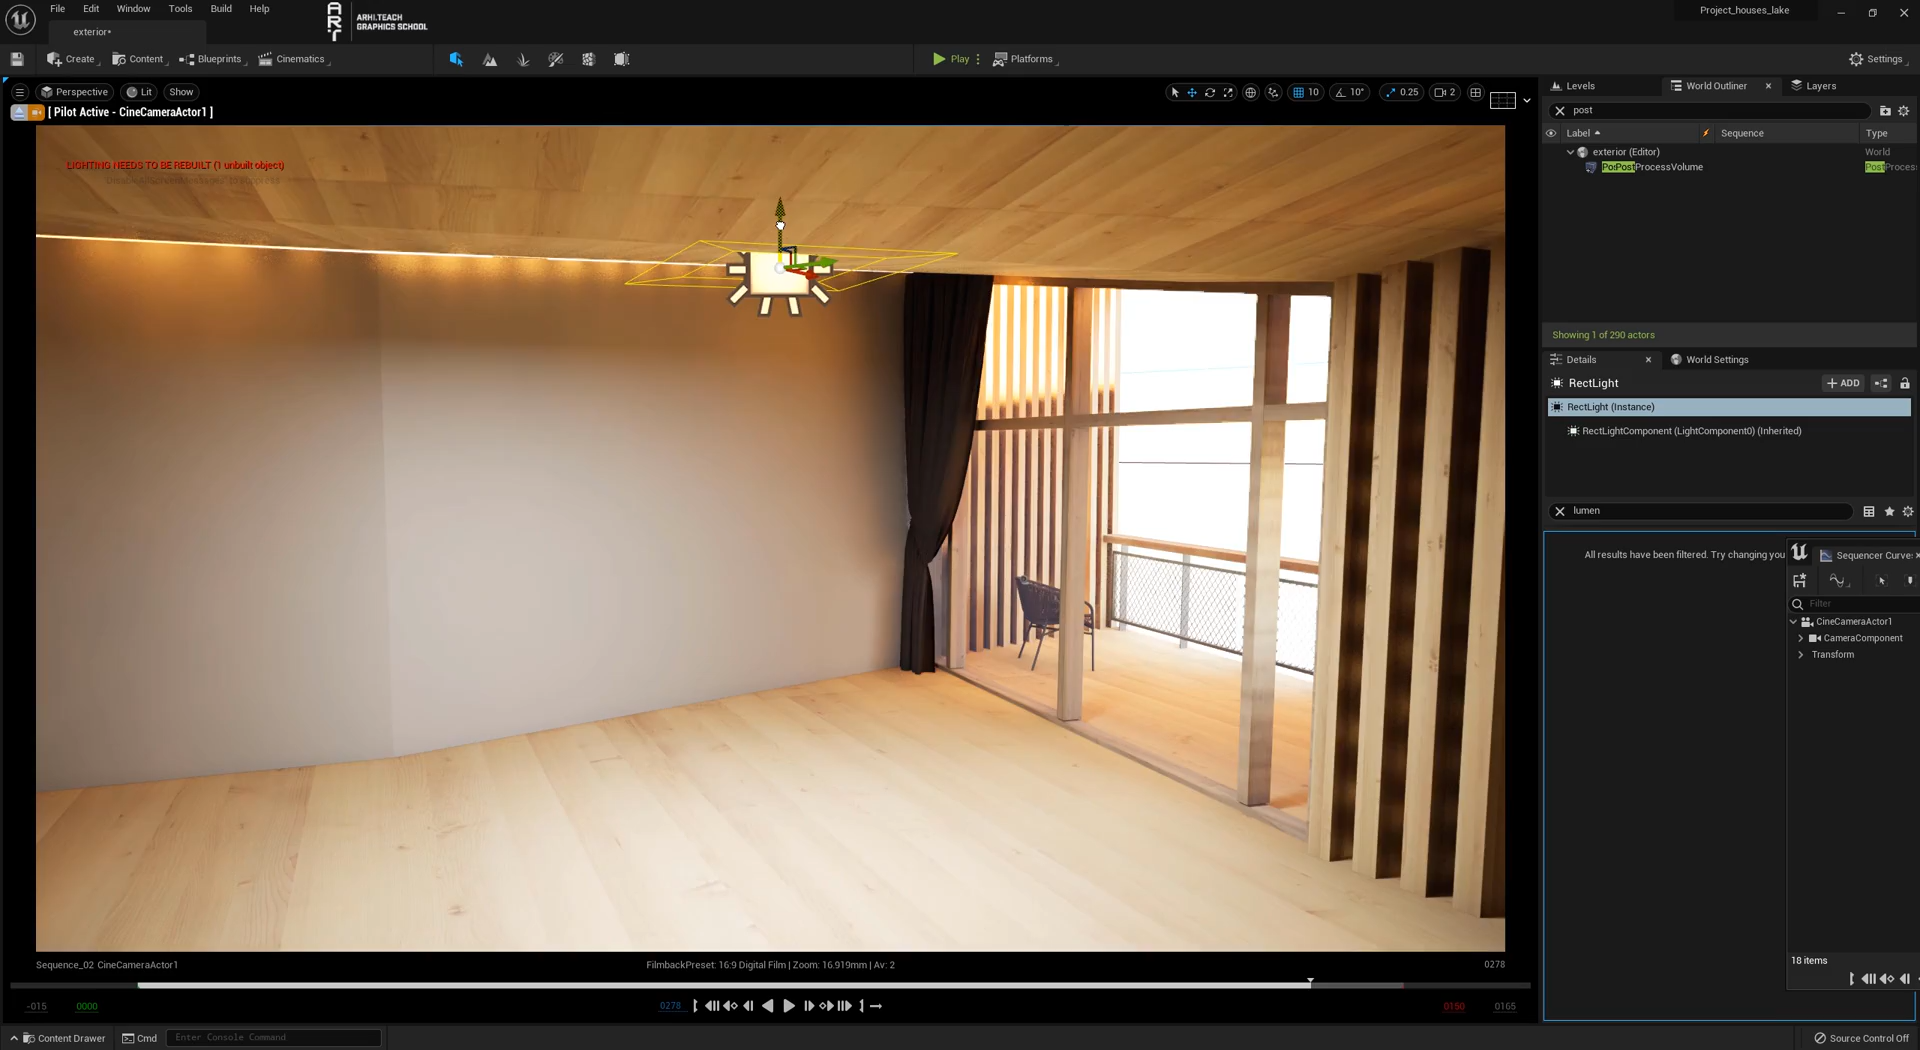 File Edit Window Tools Build Help
ART
ARHI.TEACH
GRAPHICS SCHOOL
Project_houses_lake
exterior•
Create Content Blueprints Cinematics Play Platforms Settings
Perspective Lit Show 10 10° 0.25 2
[ Pilot Active - CineCameraActor1 ]
LIGHTING NEEDS TO BE REBUILT (1 unbuilt object)
Levels World Outliner Layers
post
Label Sequence Type
exterior (Editor) World
PostProcessVolume
Showing 1 of 290 actors
Details World Settings
RectLight ADD
RectLight (Instance)
RectLightComponent (LightComponent0) (Inherited)
lumen
All results have been filtered. Try changing you
Sequencer Curve
Filter
CineCameraActor1
CameraComponent
Transform
18 items
Sequence_02 CineCameraActor1 FilmbackPreset: 16:9 Digital Film | Zoom: 16.919mm | Av: 2 0278
-015 0000 0278 0150 0165
Content Drawer Cmd Enter Console Command Source Control Off